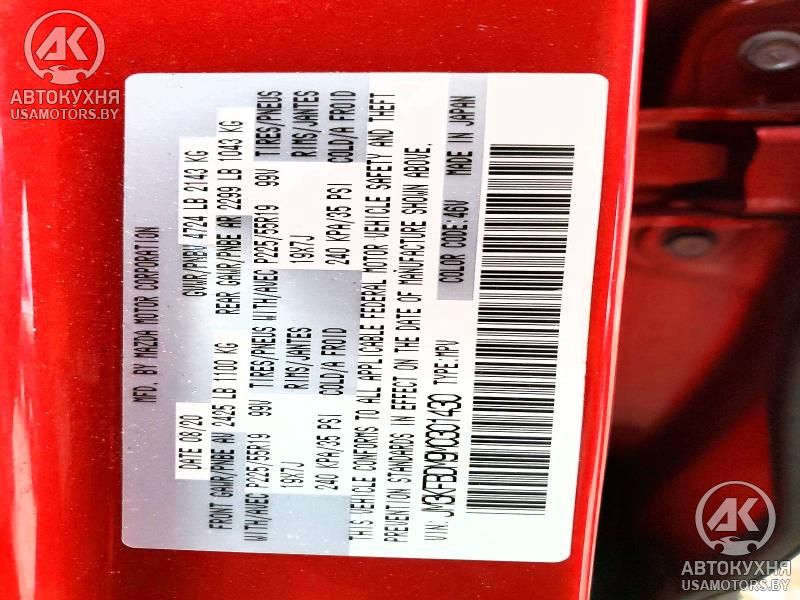 AK
АВТОКУХНЯ
USAMOTORS.BY
MFD. BY MAZDA MOTOR CORPORATION
DATE 08/20 GVWR/PNBV 4724 LB 2143 KG
FRONT GAWR/PNBE AV 2425 LB 1100 KG REAR GAWR/PNBE AR 2299 LB 1043 KG
WITH/AVEC P225/55R19 99V TIRES/PNEUS WITH/AVEC P225/55R19 99V TIRES/PNEUS
19X7J RIMS/JANTES 19X7J RIMS/JANTES
240 KPA/35 PSI COLD/A FROID 240 KPA/35 PSI COLD/A FROID
THIS VEHICLE CONFORMS TO ALL APPLICABLE FEDERAL MOTOR VEHICLE SAFETY AND THEFT
PREVENTION STANDARDS IN EFFECT ON THE DATE OF MANUFACTURE SHOWN ABOVE.
VIN: JM3KFBDM9M0301430 TYPE: MPV COLOR CODE: 46V MADE IN JAPAN
AK
АВТОКУХНЯ
USAMOTORS.BY